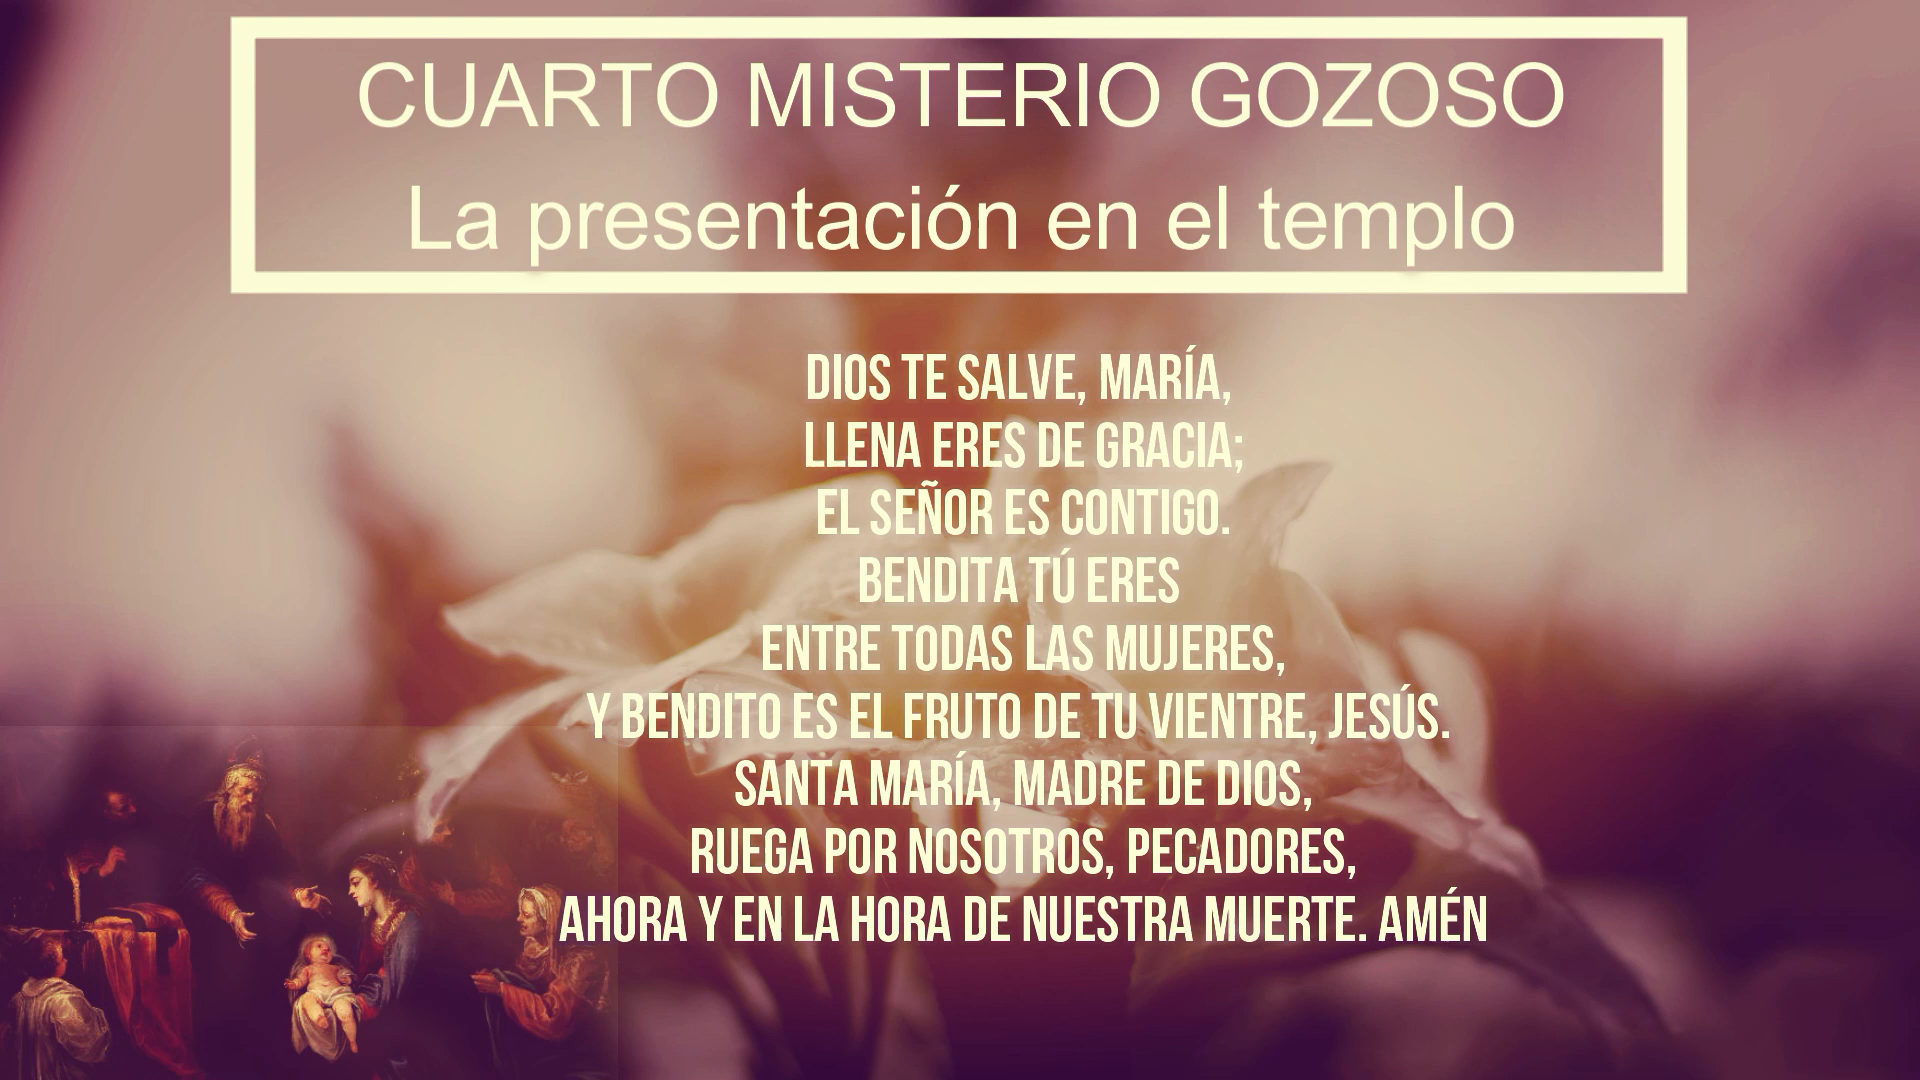 CUARTO MISTERIO GOZOSO
La presentación en el templo
DIOS TE SALVE, MARÍA,
LLENA ERES DE GRACIA;
EL SEÑOR ES CONTIGO.
BENDITA TÚ ERES
ENTRE TODAS LAS MUJERES,
Y BENDITO ES EL FRUTO DE TU VIENTRE, JESÚS.
SANTA MARÍA, MADRE DE DIOS,
RUEGA POR NOSOTROS, PECADORES,
AHORA Y EN LA HORA DE NUESTRA MUERTE. AMÉN